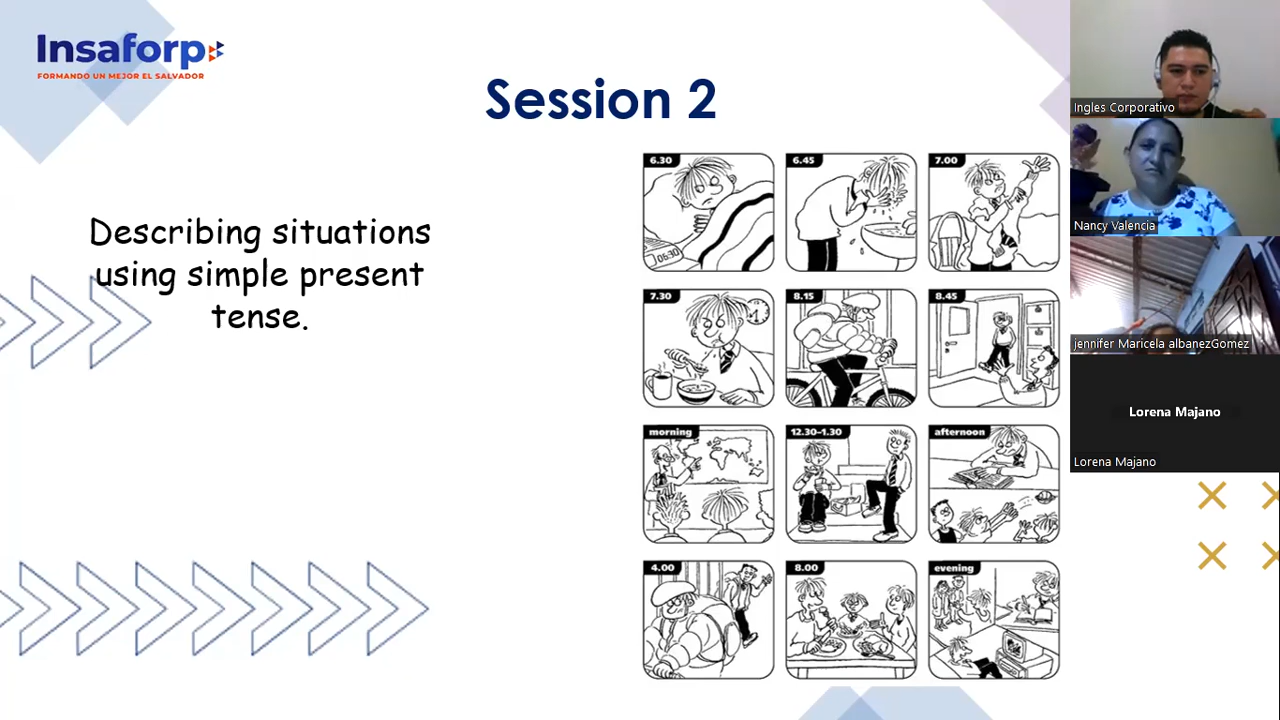 Insaforp
FORMANDO UN MEJOR EL SALVADOR
Session 2
Describing situations
using simple present
tense.
6.30
6.45
7.00
0630
7.30
8.15
8.45
morning
12.30–1.30
afternoon
4.00
8.00
evening
Ingles Corporativo
Nancy Valencia
jennifer Maricela albanezGomez
Lorena Majano
Lorena Majano